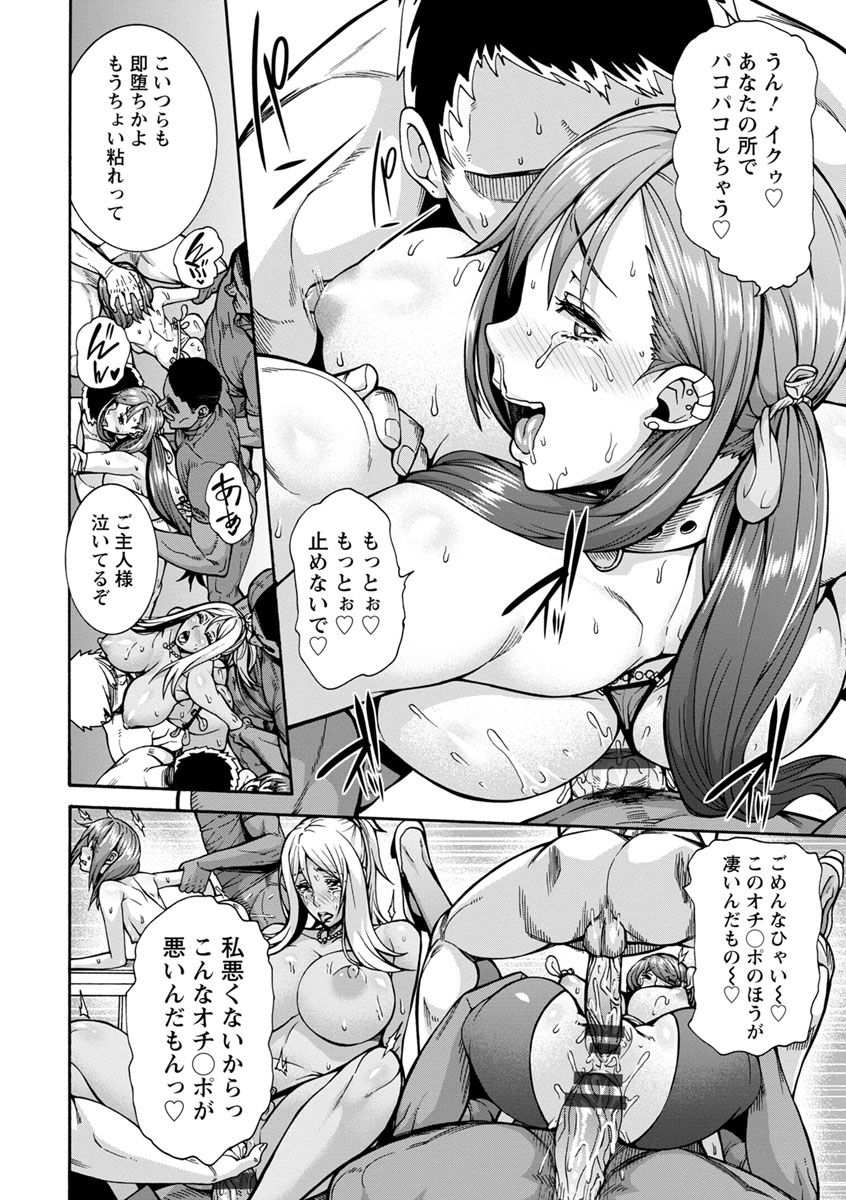 うん！イクゥ♡
あなたの所で
パコパコしちゃう♡
もっとぉ♡
もっとぉ♡
止めないで♡
こいつらも
即堕ちかよ
もうちょい粘れって
ご主人様
泣いてるぞ
あぁ
ごめんなひゃい～♡
このオチ◯ポのほうが
凄いんだもの～♡
私悪くないからっ
こんなオチ◯ポが
悪いんだもんっ♡